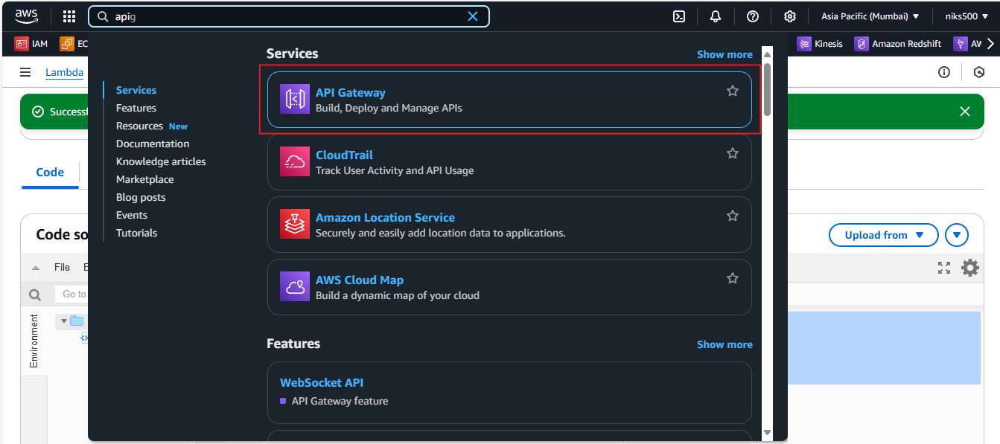 aws
apig
Asia Pacific (Mumbai)
niks500
IAM
EC
Kinesis
Amazon Redshift
AW
Lambda
Successf
Code
Code so
Upload from
File
E
Go to
Environment
Services
Features
Resources New
Documentation
Knowledge articles
Marketplace
Blog posts
Events
Tutorials
Services
Show more
API Gateway
Build, Deploy and Manage APIs
CloudTrail
Track User Activity and API Usage
Amazon Location Service
Securely and easily add location data to applications.
AWS Cloud Map
Build a dynamic map of your cloud
Features
Show more
WebSocket API
API Gateway feature